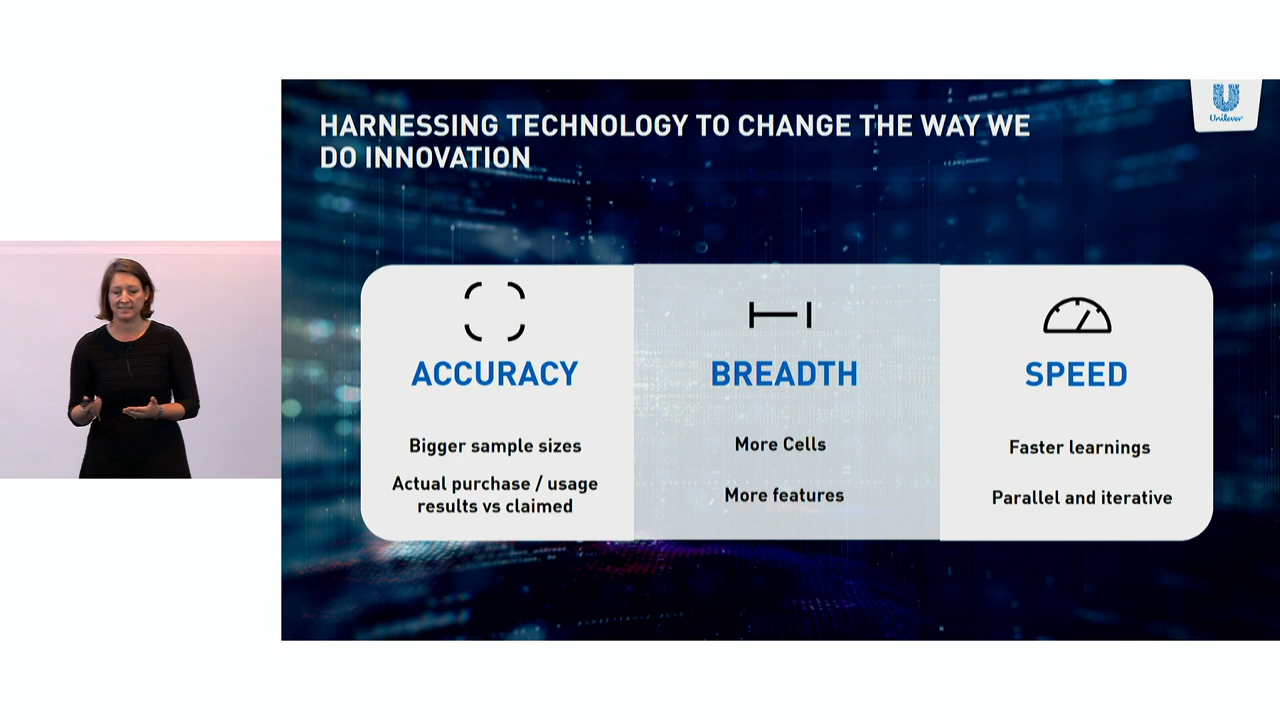 HARNESSING TECHNOLOGY TO CHANGE THE WAY WE
DO INNOVATION
Unilever
ACCURACY
Bigger sample sizes
Actual purchase / usage
results vs claimed
BREADTH
More Cells
More features
SPEED
Faster learnings
Parallel and iterative